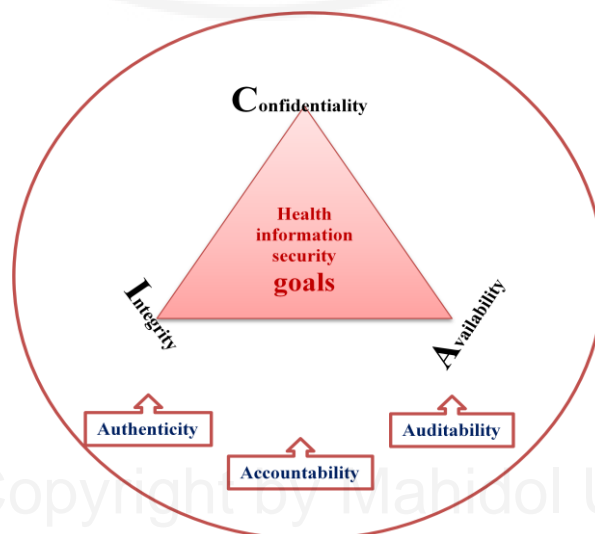 Confidentiality
Health
information
security
goals
Integrity
Availability
Authenticity
Auditability
Accountability
Copyright by Mahidol U